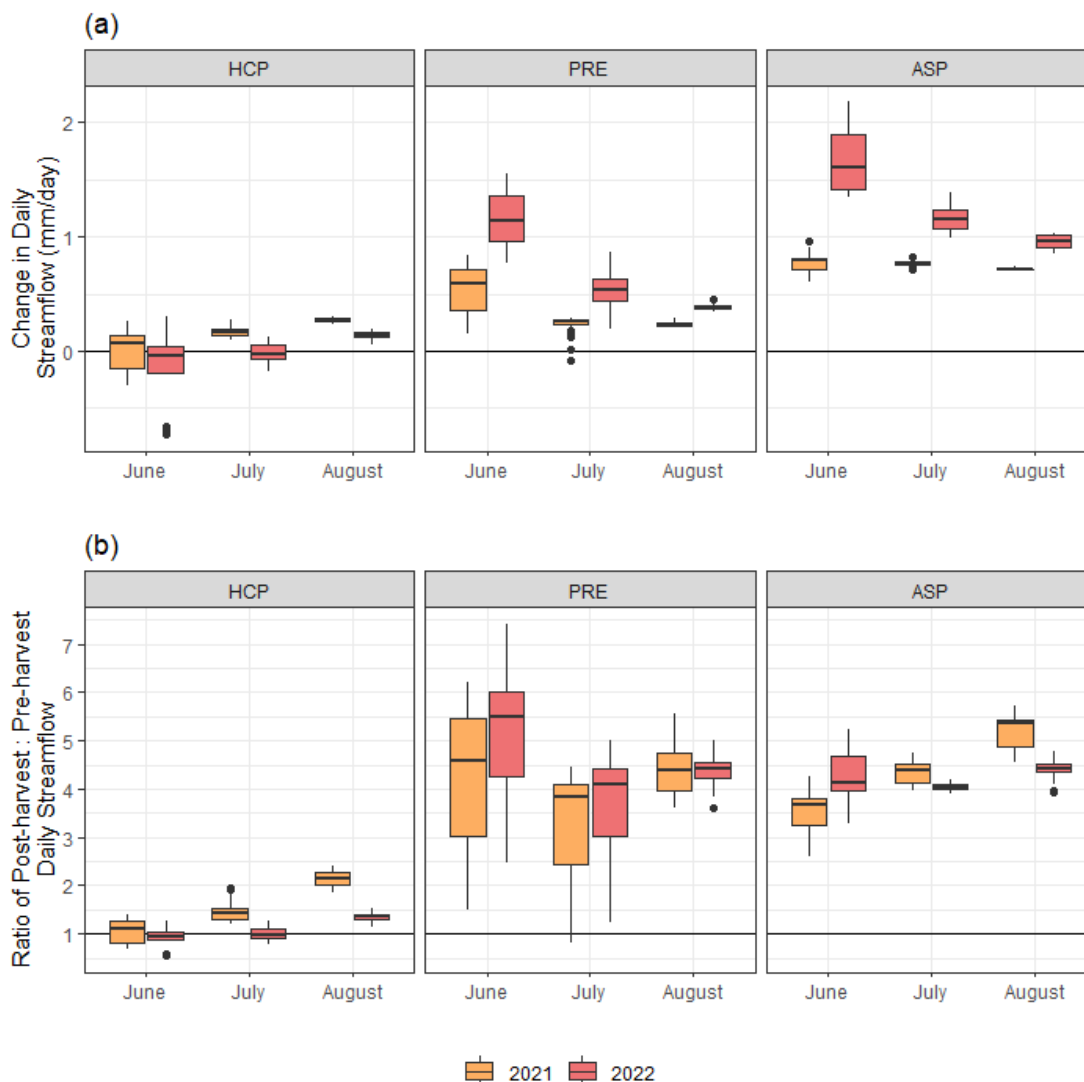 (a)
HCP PRE ASP
Change in Daily
Streamflow (mm/day)
2
1
0
June July August June July August June July August
(b)
HCP PRE ASP
Ratio of Post-harvest : Pre-harvest
Daily Streamflow
7
6
5
4
3
2
1
June July August June July August June July August
2021 2022